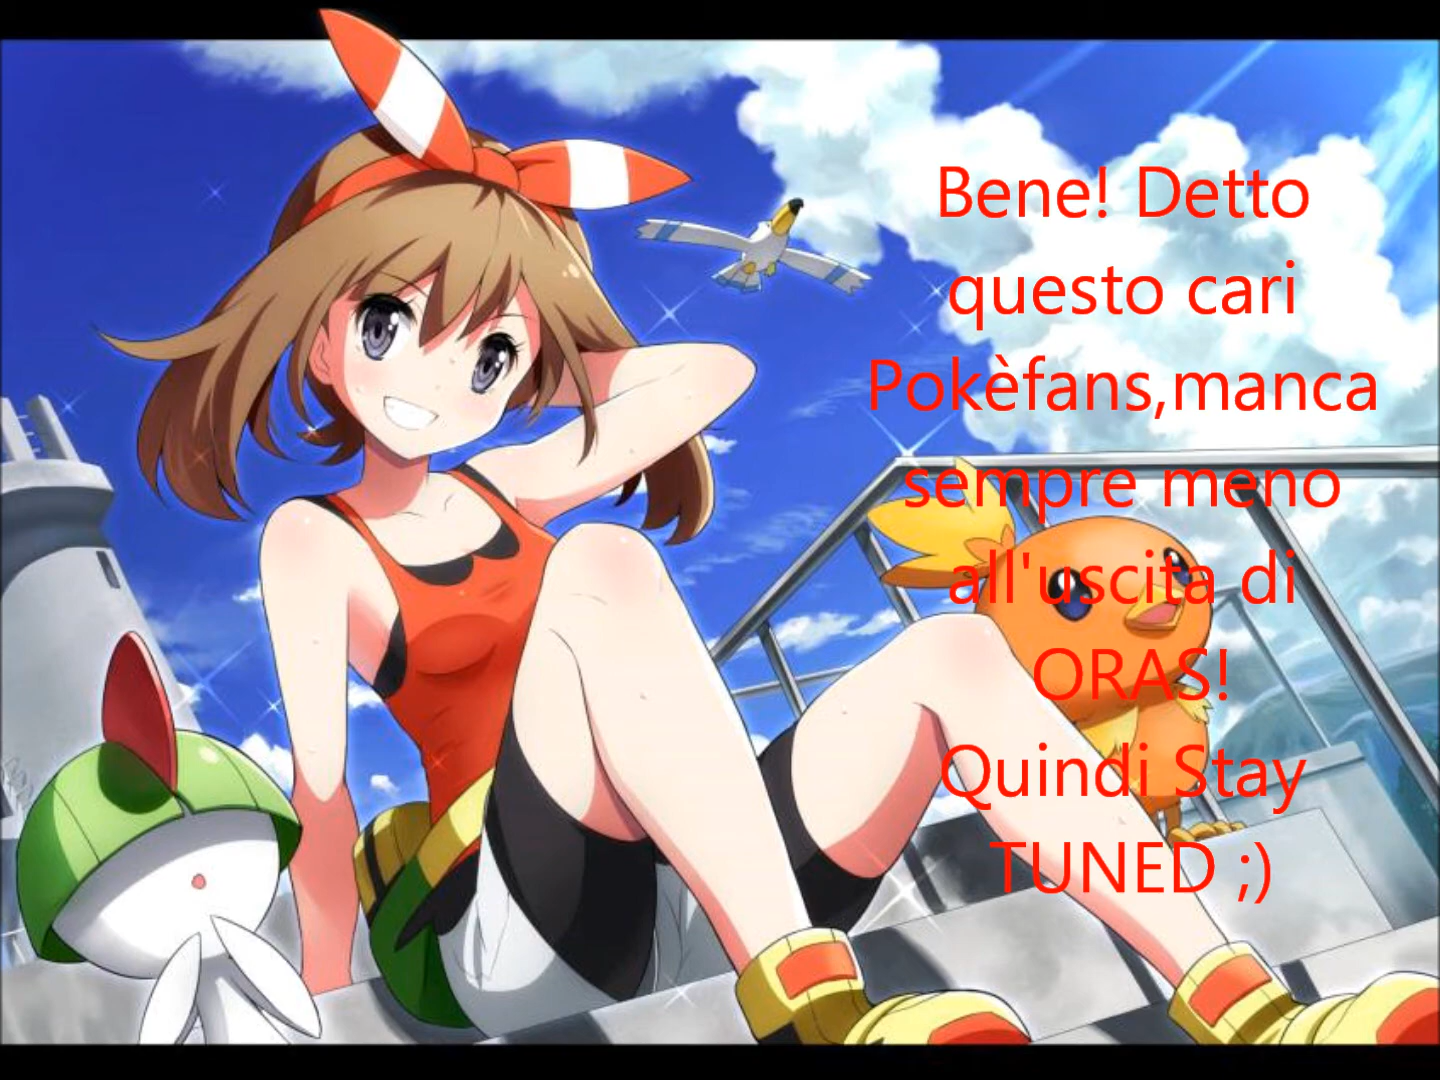 Bene! Detto
questo cari
Pokèfans,manca
sempre meno
all'uscita di
ORAS!
Quindi Stay
TUNED ;)